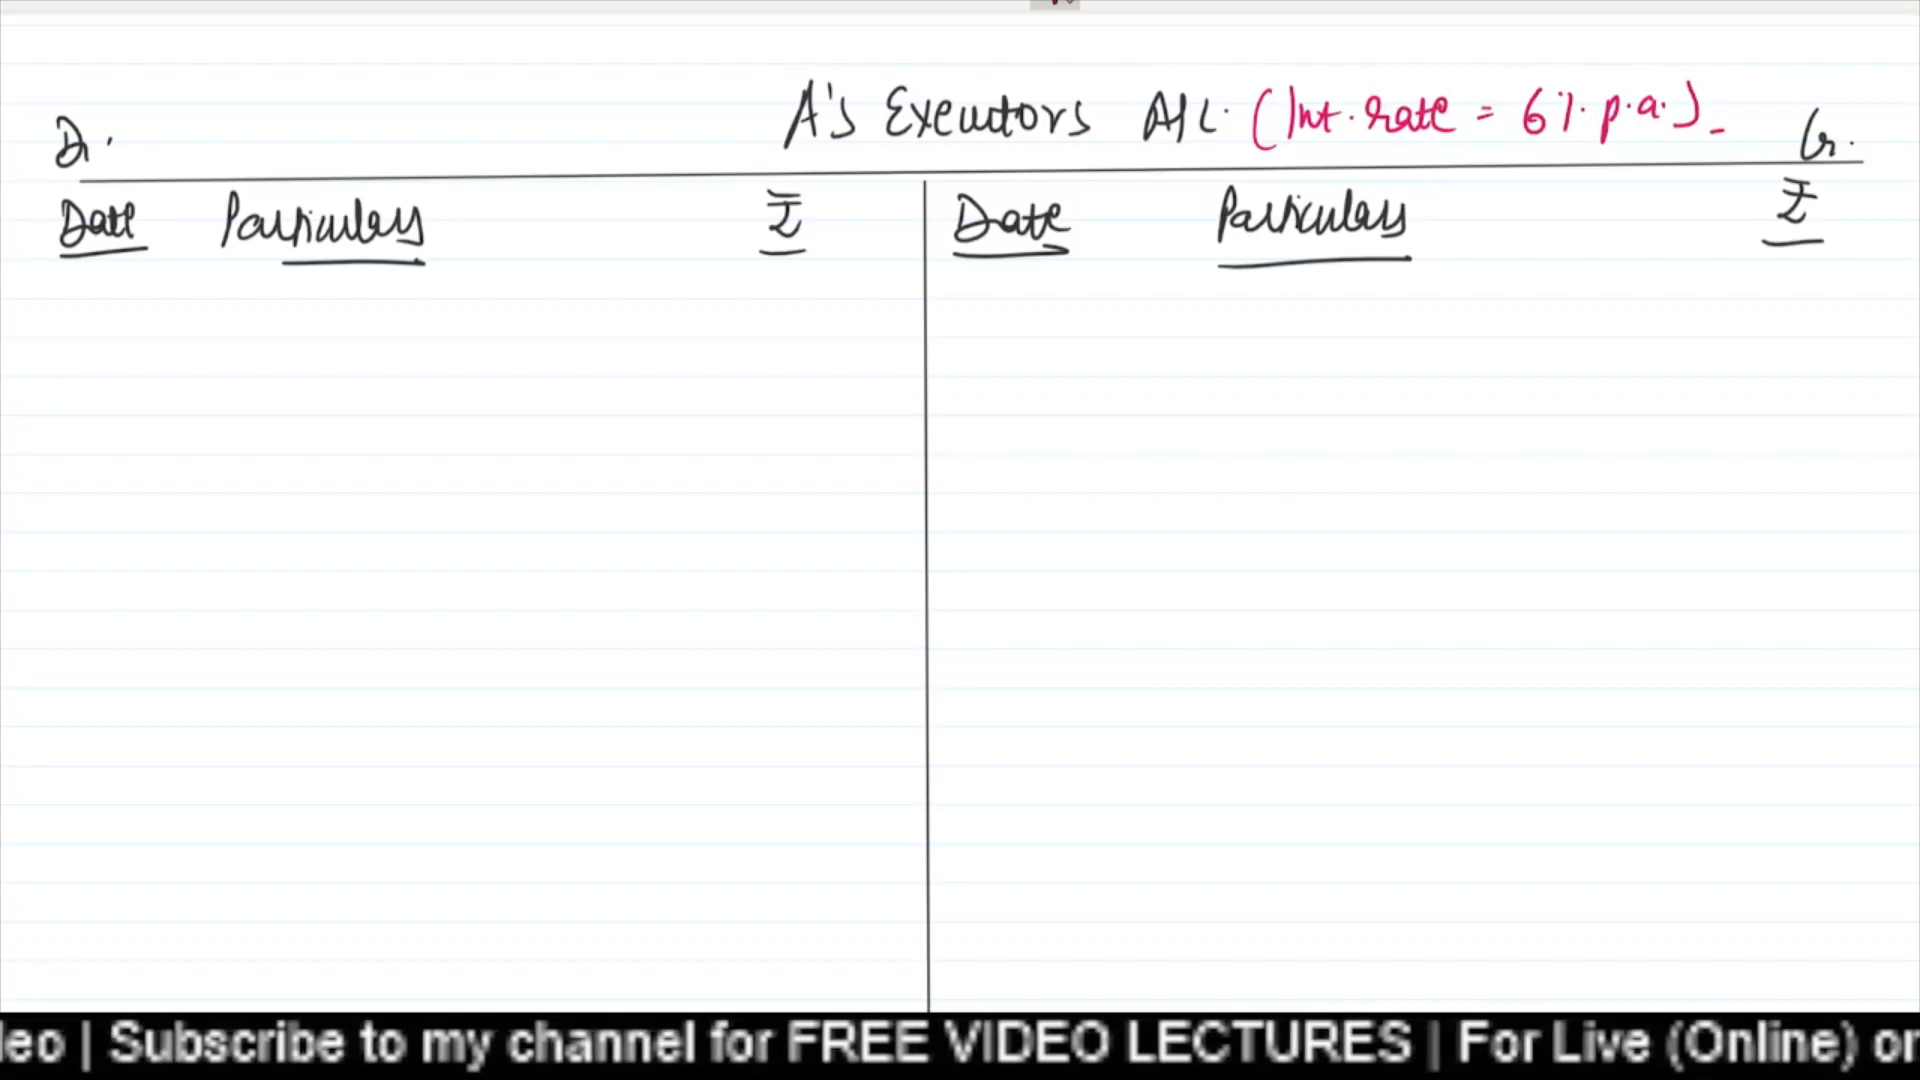 A's Executors A/c. (Int. rate = 6% p.a.)
Dr. Cr.
Date Particulars ₹ Date Particulars ₹
leo | Subscribe to my channel for FREE VIDEO LECTURES | For Live (Online) or